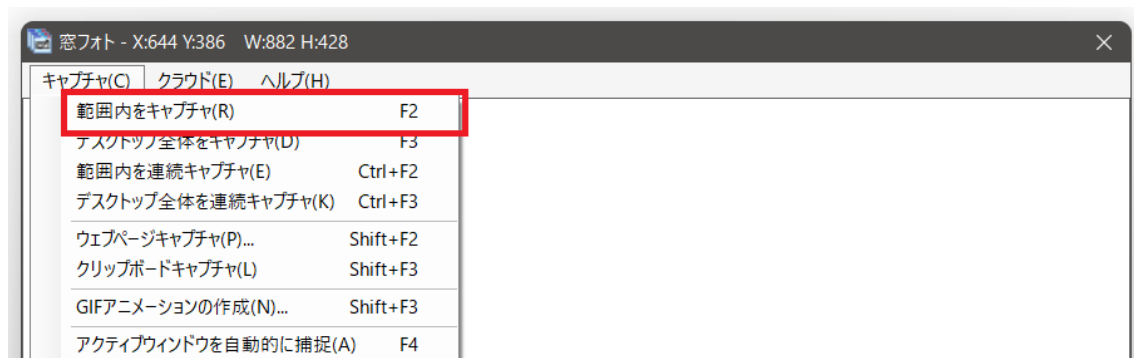 窓フォト - X:644 Y:386 W:882 H:428
キャプチャ(C) クラウド(E) ヘルプ(H)
範囲内をキャプチャ(R) F2
デスクトップ全体をキャプチャ(D) F3
範囲内を連続キャプチャ(E) Ctrl+F2
デスクトップ全体を連続キャプチャ(K) Ctrl+F3
ウェブページキャプチャ(P)... Shift+F2
クリップボードキャプチャ(L) Shift+F3
GIFアニメーションの作成(N)... Shift+F3
アクティブウィンドウを自動的に捕捉(A) F4